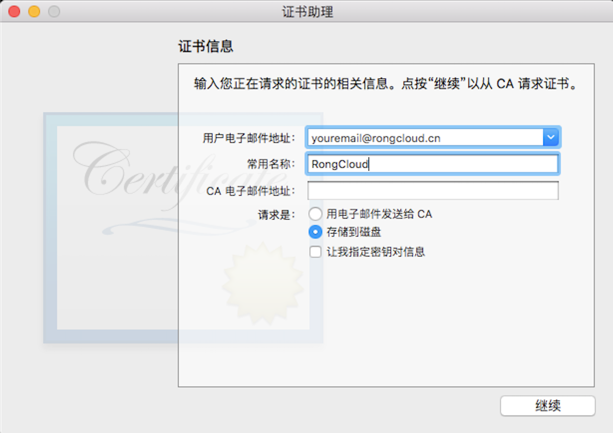 证书助理
证书信息
输入您正在请求的证书的相关信息。点按“继续”以从 CA 请求证书。
用户电子邮件地址: youremail@rongcloud.cn
常用名称: RongCloud
CA 电子邮件地址:
请求是: 用电子邮件发送给 CA
存储到磁盘
让我指定密钥对信息
Certificate
继续